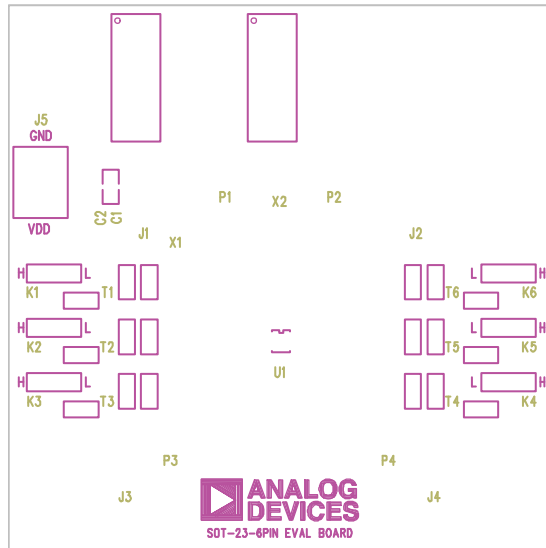 J5
GND
VDD
C2
C1
P1
X2
P2
J1
X1
J2
H
L
K1
T1
T6
L
H
K6
H
L
K2
T2
T5
L
H
K5
H
L
K3
T3
T4
L
H
K4
U1
P3
P4
J3
J4
ANALOG
DEVICES
SOT-23-6PIN EVAL BOARD